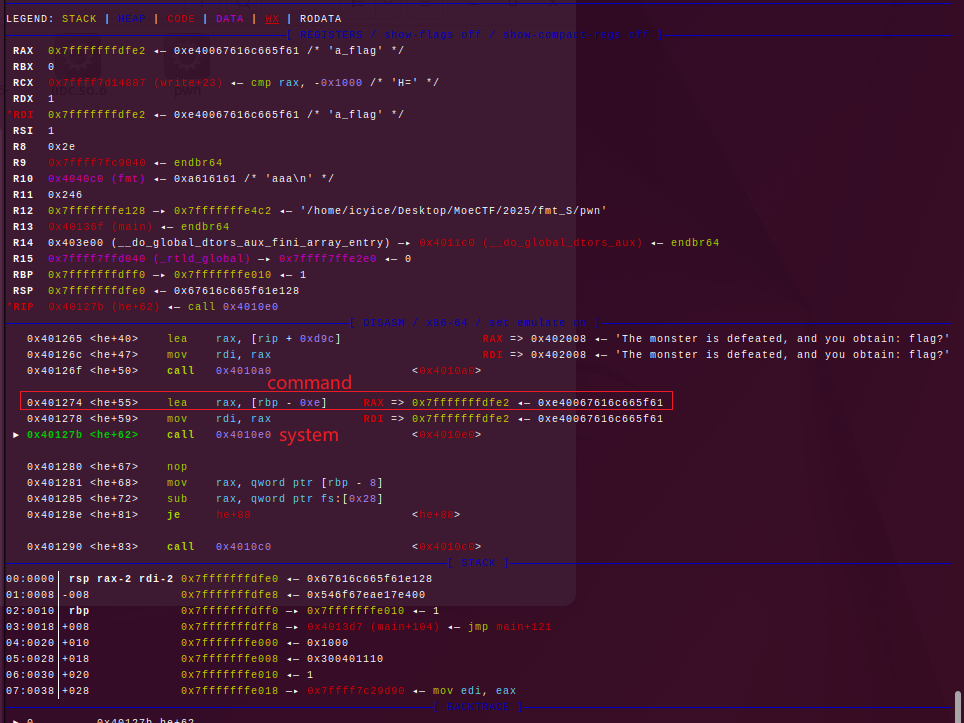 LEGEND: STACK | HEAP | CODE | DATA | WX | RODATA
[ REGISTERS / show-flags off / show-compact-regs off ]
RAX 0x7fffffffdfe2 ◂— 0xe40067616c665f61 /* 'a_flag' */
RBX 0
RCX 0x7ffff7d14887 (write+23) ◂— cmp rax, -0x1000 /* 'H=' */
RDX 1
*RDI 0x7fffffffdfe2 ◂— 0xe40067616c665f61 /* 'a_flag' */
RSI 1
R8 0x2e
R9 0x7ffff7fc9040 ◂— endbr64
R10 0x4040c0 (fmt) ◂— 0xa616161 /* 'aaa\n' */
R11 0x246
R12 0x7fffffffe128 —▸ 0x7fffffffe4c2 ◂— '/home/icyice/Desktop/MoeCTF/2025/fmt_S/pwn'
R13 0x40136f (main) ◂— endbr64
R14 0x403e00 (__do_global_dtors_aux_fini_array_entry) —▸ 0x4011c0 (__do_global_dtors_aux) ◂— endbr64
R15 0x7ffff7ffd040 (_rtld_global) —▸ 0x7ffff7ffe2e0 ◂— 0
RBP 0x7fffffffdff0 —▸ 0x7fffffffe010 ◂— 1
RSP 0x7fffffffdfe0 ◂— 0x67616c665f61e128
*RIP 0x40127b (he+62) ◂— call 0x4010e0
[ DISASM / x86-64 / set emulate on ]
0x401265 <he+40> lea rax, [rip + 0xd9c] RAX => 0x402008 ◂— 'The monster is defeated, and you obtain: flag?'
0x40126c <he+47> mov rdi, rax RDI => 0x402008 ◂— 'The monster is defeated, and you obtain: flag?'
0x40126f <he+50> call 0x4010a0 <0x4010a0>
command
0x401274 <he+55> lea rax, [rbp - 0xe] RAX => 0x7fffffffdfe2 ◂— 0xe40067616c665f61
0x401278 <he+59> mov rdi, rax RDI => 0x7fffffffdfe2 ◂— 0xe40067616c665f61
► 0x40127b <he+62> call 0x4010e0 system <0x4010e0>
0x401280 <he+67> nop
0x401281 <he+68> mov rax, qword ptr [rbp - 8]
0x401285 <he+72> sub rax, qword ptr fs:[0x28]
0x40128e <he+81> je he+88 <he+88>
0x401290 <he+83> call 0x4010c0 <0x4010c0>
[ STACK ]
00:0000│ rsp rax-2 rdi-2 0x7fffffffdfe0 ◂— 0x67616c665f61e128
01:0008│-008 0x7fffffffdfe8 ◂— 0x546f67eae17e400
02:0010│ rbp 0x7fffffffdff0 —▸ 0x7fffffffe010 ◂— 1
03:0018│+008 0x7fffffffdff8 —▸ 0x4013d7 (main+104) ◂— jmp main+121
04:0020│+010 0x7fffffffe000 ◂— 0x1000
05:0028│+018 0x7fffffffe008 ◂— 0x300401110
06:0030│+020 0x7fffffffe010 ◂— 1
07:0038│+028 0x7fffffffe018 —▸ 0x7ffff7c29d90 ◂— mov edi, eax
[ BACKTRACE ]
► 0 0x40127b he+62